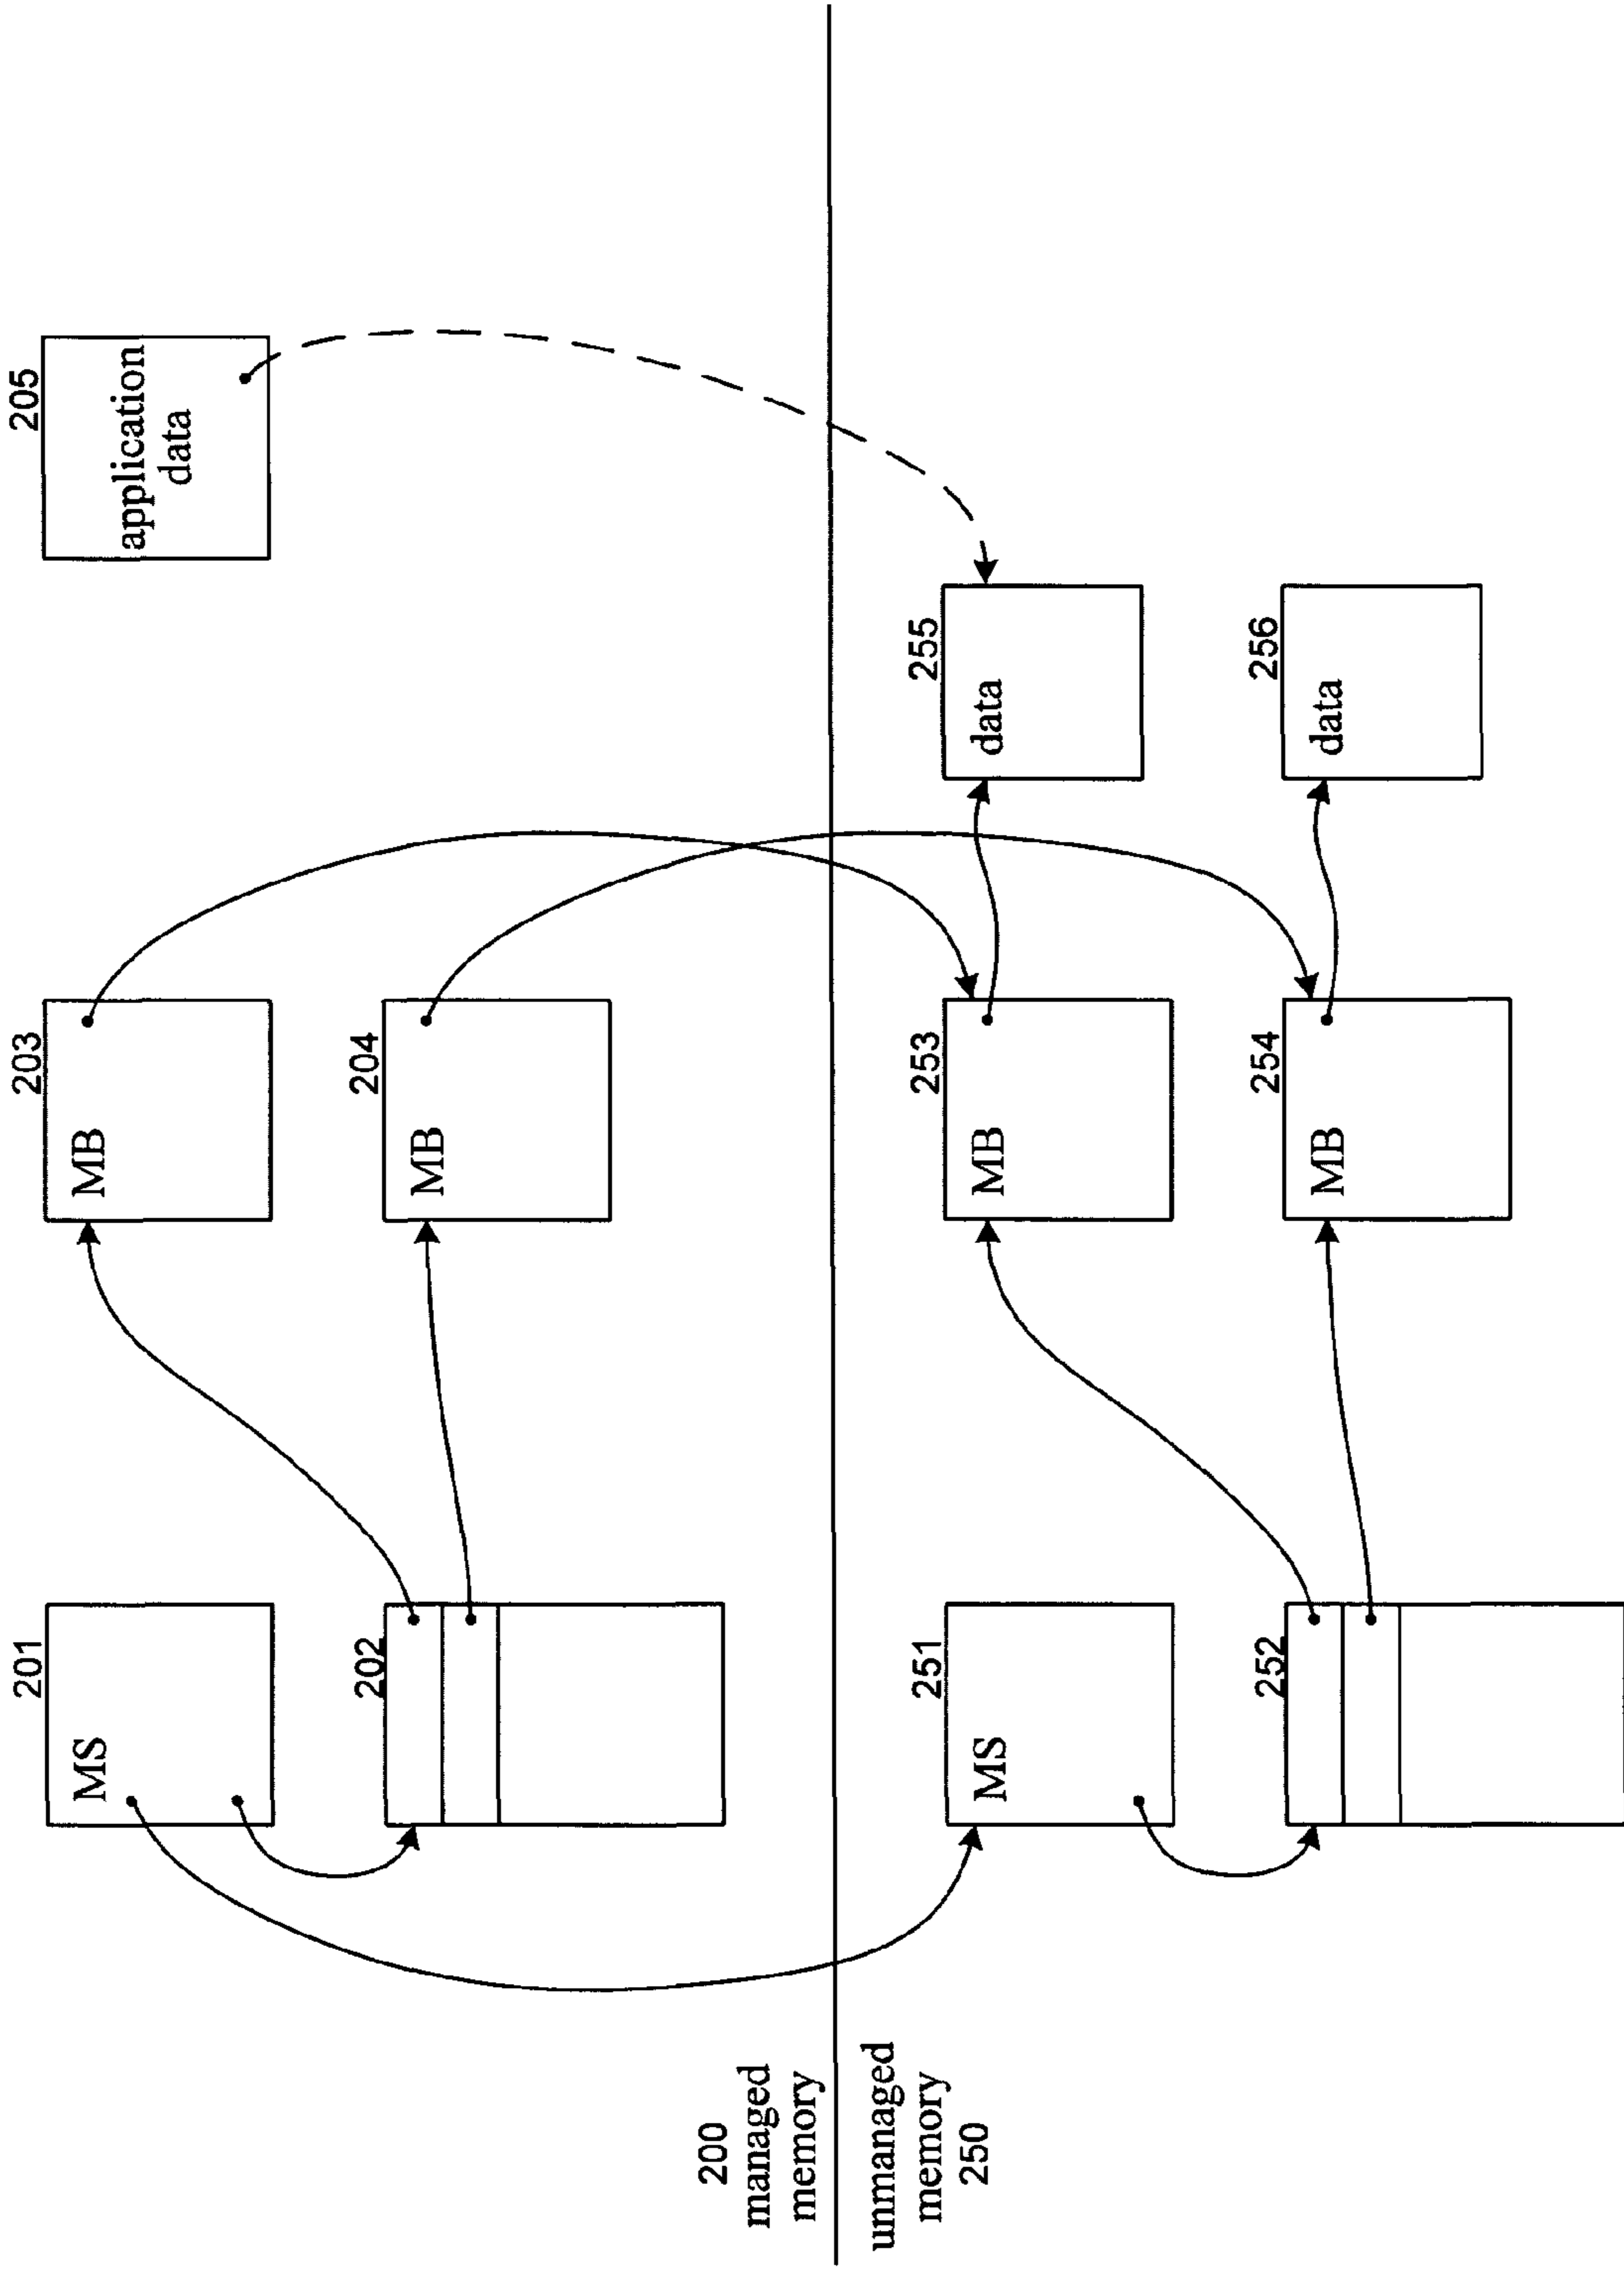 201
MS
203
MB
205
application
data
202
204
MB
200
managed
memory
unmanaged
memory
250
251
MS
253
MB
255
data
252
254
MB
256
data